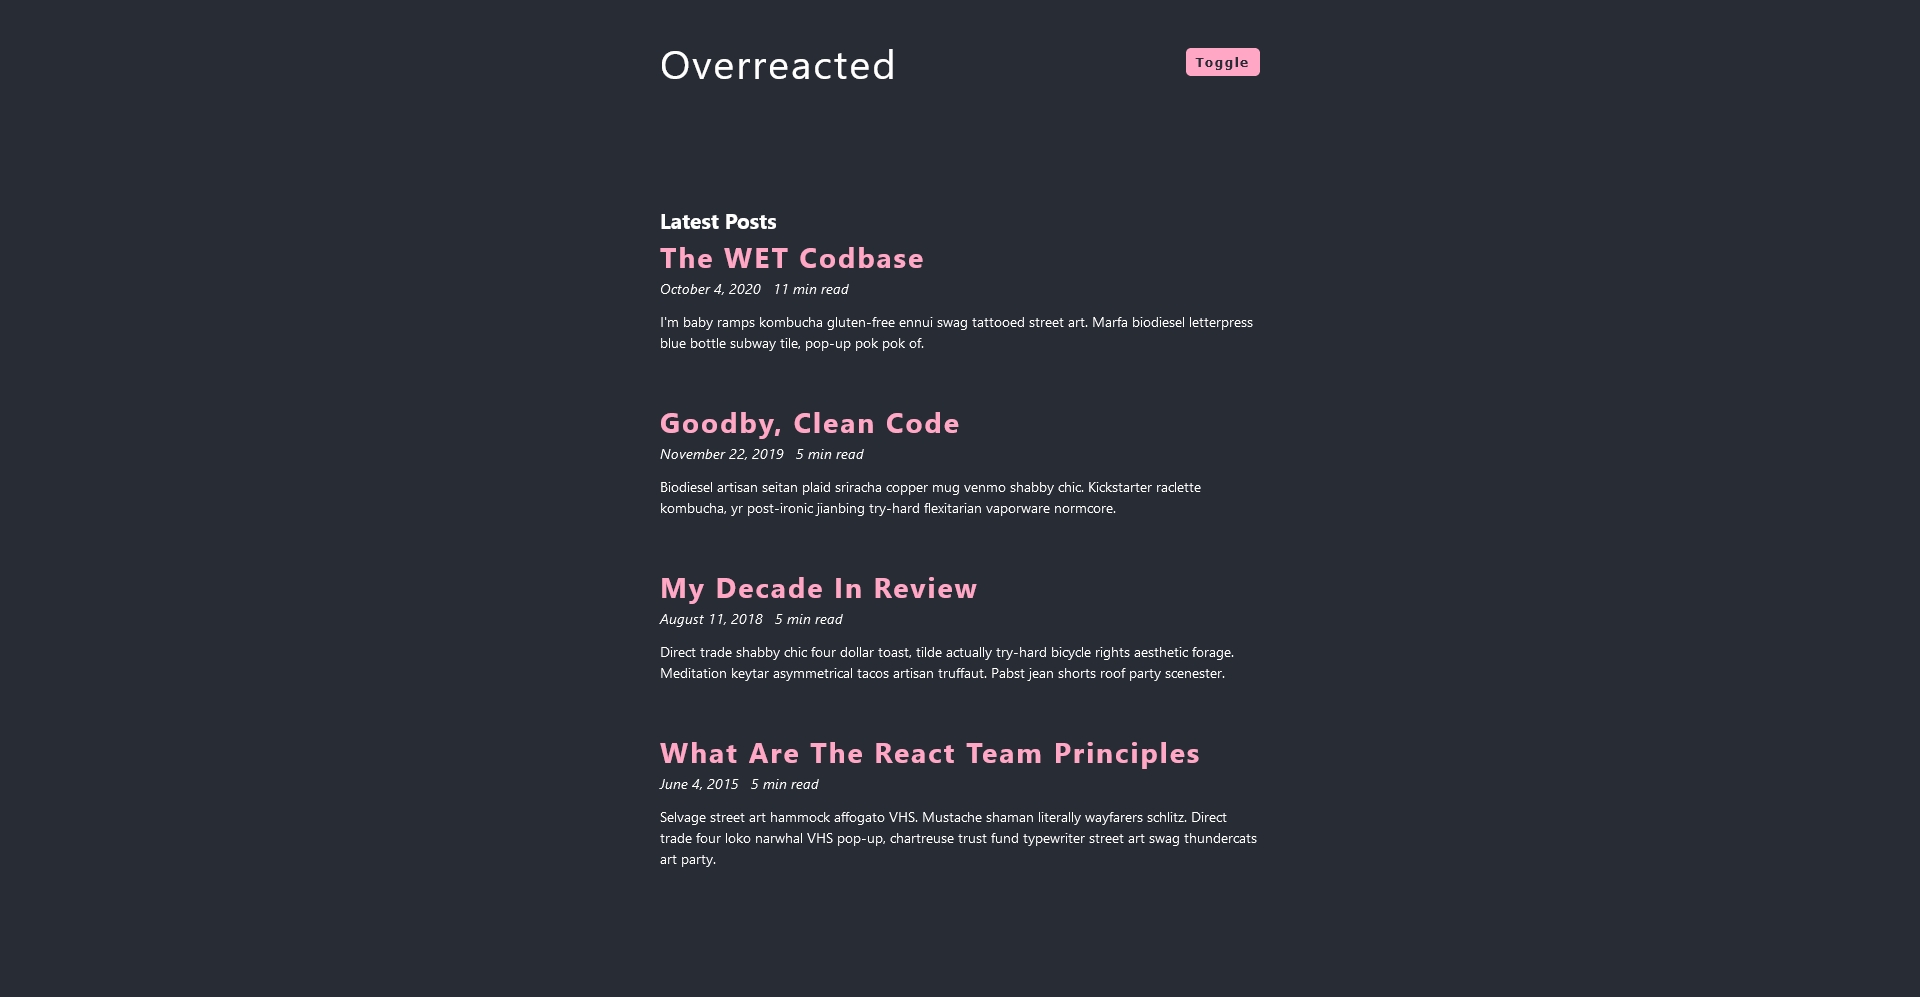 Overreacted
Toggle
Latest Posts
The WET Codbase
October 4, 2020 11 min read
I'm baby ramps kombucha gluten-free ennui swag tattooed street art. Marfa biodiesel letterpress
blue bottle subway tile, pop-up pok pok of.
Goodby, Clean Code
November 22, 2019 5 min read
Biodiesel artisan seitan plaid sriracha copper mug venmo shabby chic. Kickstarter raclette
kombucha, yr post-ironic jianbing try-hard flexitarian vaporware normcore.
My Decade In Review
August 11, 2018 5 min read
Direct trade shabby chic four dollar toast, tilde actually try-hard bicycle rights aesthetic forage.
Meditation keytar asymmetrical tacos artisan truffaut. Pabst jean shorts roof party scenester.
What Are The React Team Principles
June 4, 2015 5 min read
Selvage street art hammock affogato VHS. Mustache shaman literally wayfarers schlitz. Direct
trade four loko narwhal VHS pop-up, chartreuse trust fund typewriter street art swag thundercats
art party.